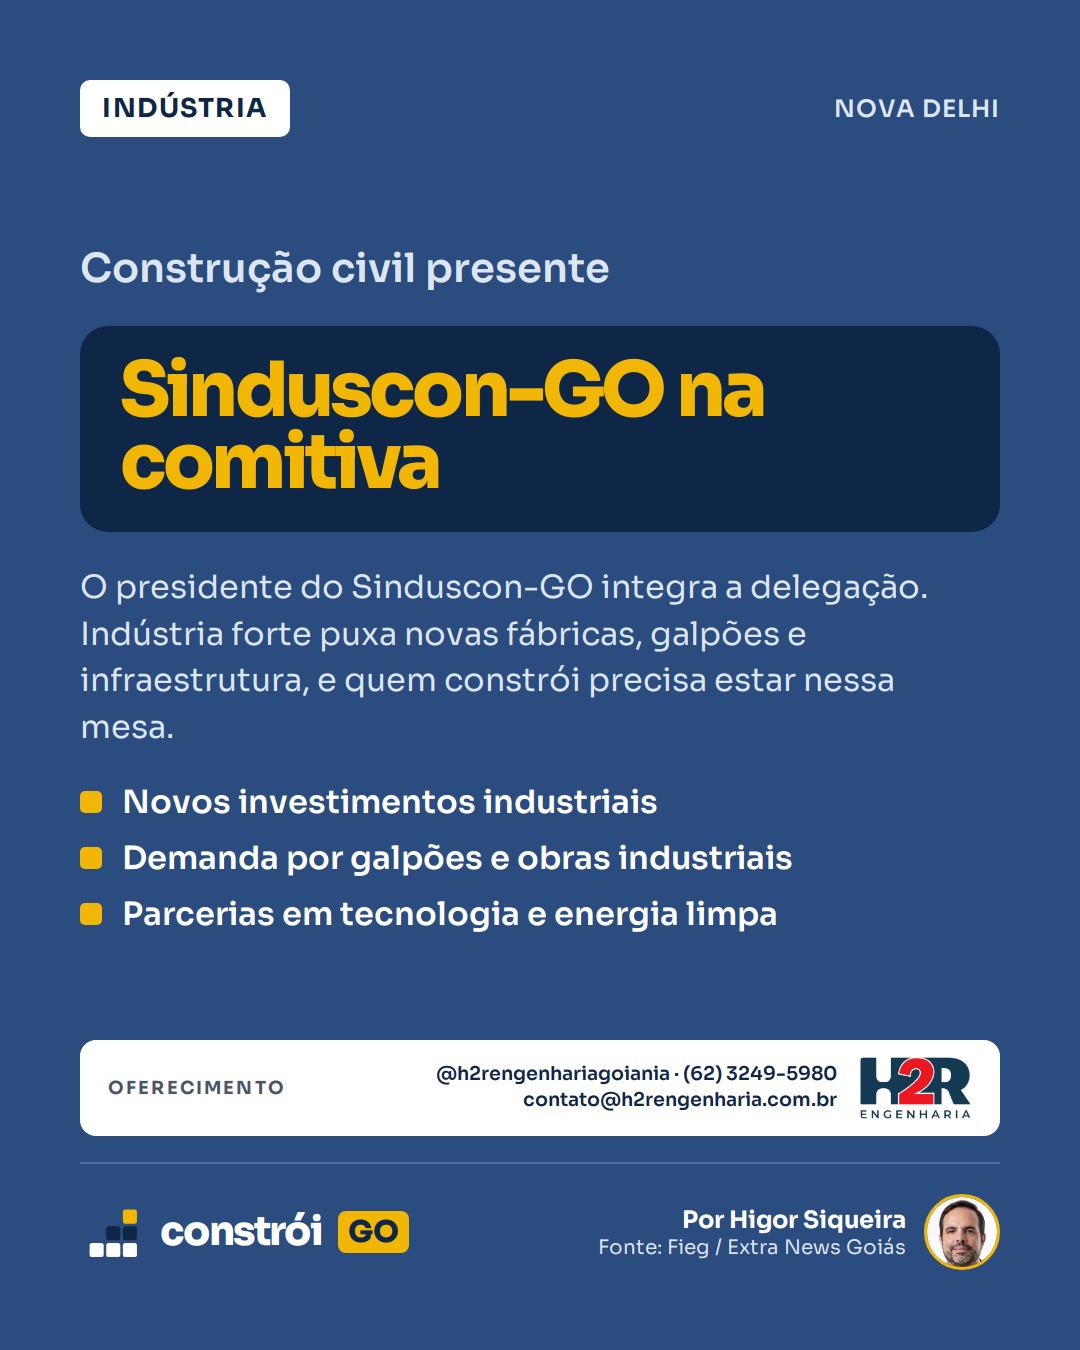 INDÚSTRIA
NOVA DELHI
Construção civil presente
Sinduscon-GO na
comitiva
O presidente do Sinduscon-GO integra a delegação.
Indústria forte puxa novas fábricas, galpões e
infraestrutura, e quem constrói precisa estar nessa
mesa.
Novos investimentos industriais
Demanda por galpões e obras industriais
Parcerias em tecnologia e energia limpa
OFERECIMENTO
@h2rengenhariagoiania · (62) 3249-5980
contato@h2rengenharia.com.br
H2R
ENGENHARIA
constrói GO
Por Higor Siqueira
Fonte: Fieg / Extra News Goiás